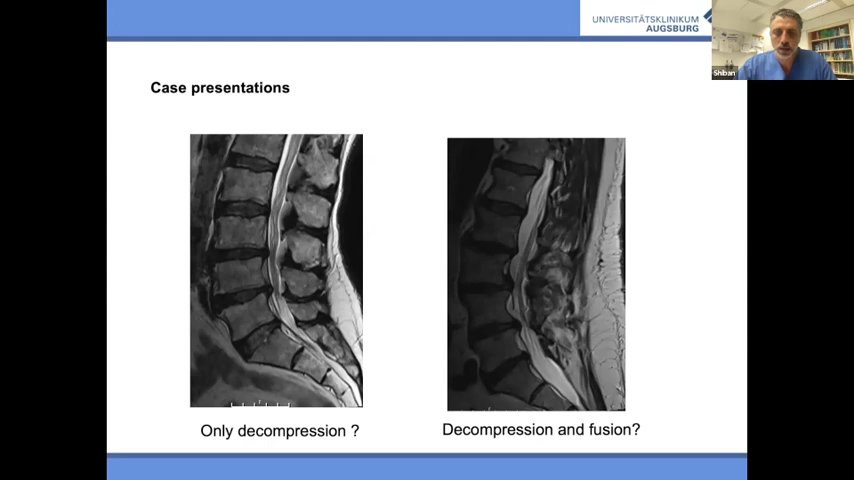 UNIVERSITÄTSKLINIKUM
AUGSBURG
Shiban
Case presentations
Only decompression ?
Decompression and fusion?